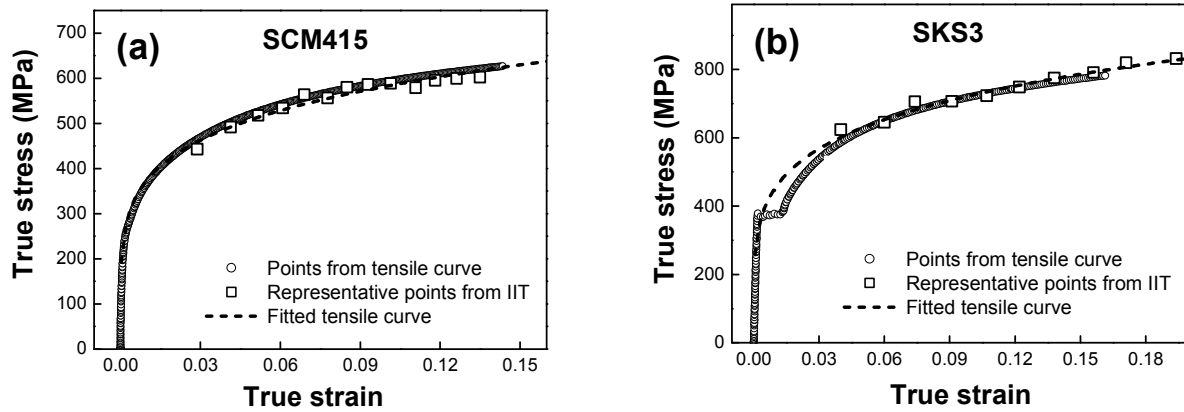 (a)
SCM415
True stress (MPa)
700
600
500
400
300
200
100
0
Points from tensile curve
Representative points from IIT
Fitted tensile curve
0.00 0.03 0.06 0.09 0.12 0.15
True strain
(b)
SKS3
True stress (MPa)
800
600
400
200
0
Points from tensile curve
Representative points from IIT
Fitted tensile curve
0.00 0.03 0.06 0.09 0.12 0.15 0.18
True strain